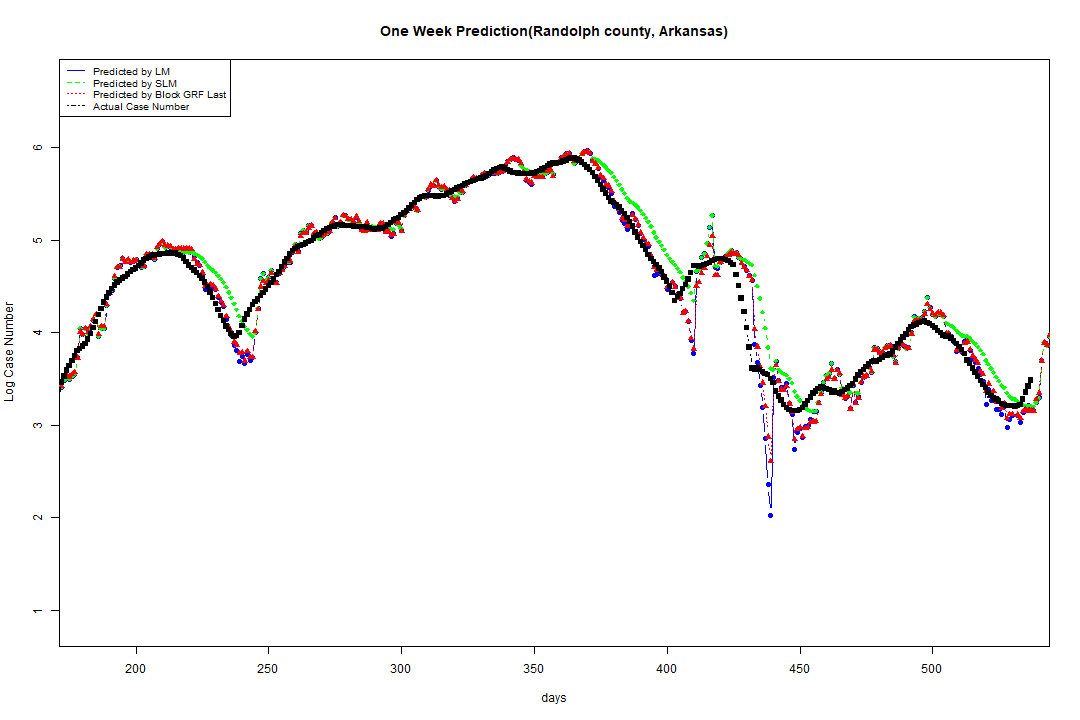 One Week Prediction(Randolph county, Arkansas)
Predicted by LM
Predicted by SLM
Predicted by Block GRF Last
Actual Case Number
Log Case Number
6
5
4
3
2
1
200 250 300 350 400 450 500
days